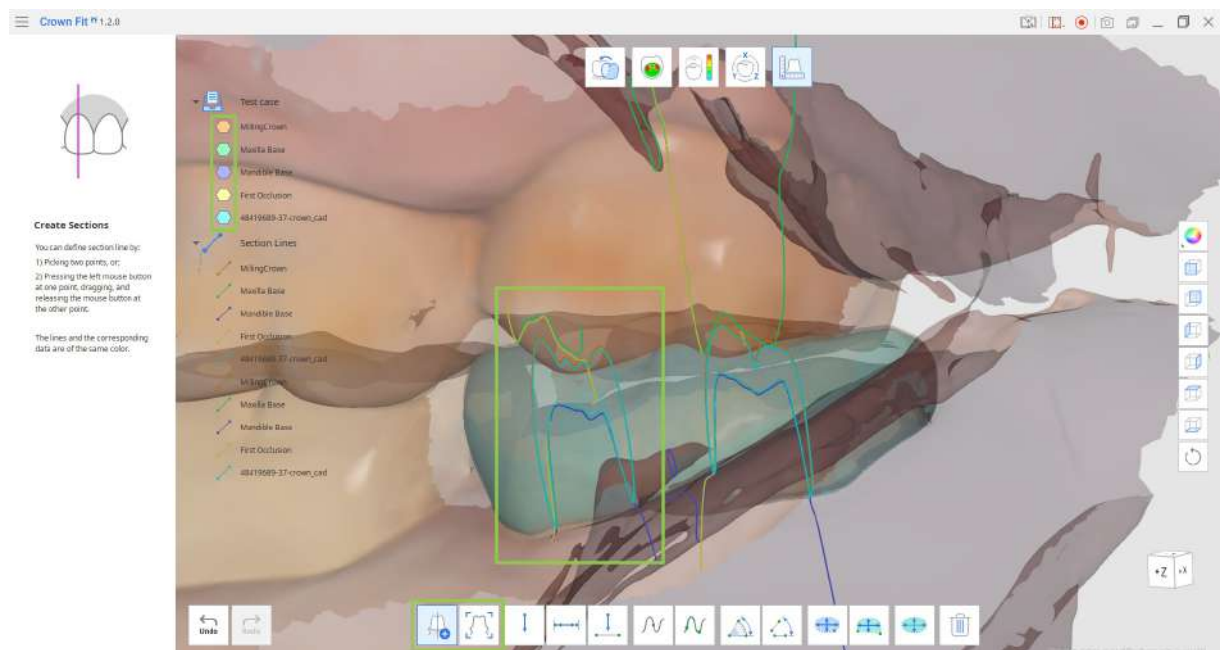 Crown Fit 1.2.0
Test case
MillingCrown
Maxilla Base
Mandible Base
First Occlusion
48419689-37-crown_cad
Section Lines
MillingCrown
Maxilla Base
Mandible Base
First Occlusion
48419689-37-crown_cad
MillingCrown
Maxilla Base
Mandible Base
First Occlusion
48419689-37-crown_cad
Create Sections
You can define section line by:
1) Picking two points, or;
2) Pressing the left mouse button
at one point, dragging, and
releasing the mouse button at
the other point.
The lines and the corresponding
data are of the same color.
X
Z
+Z
+X
Undo
Redo